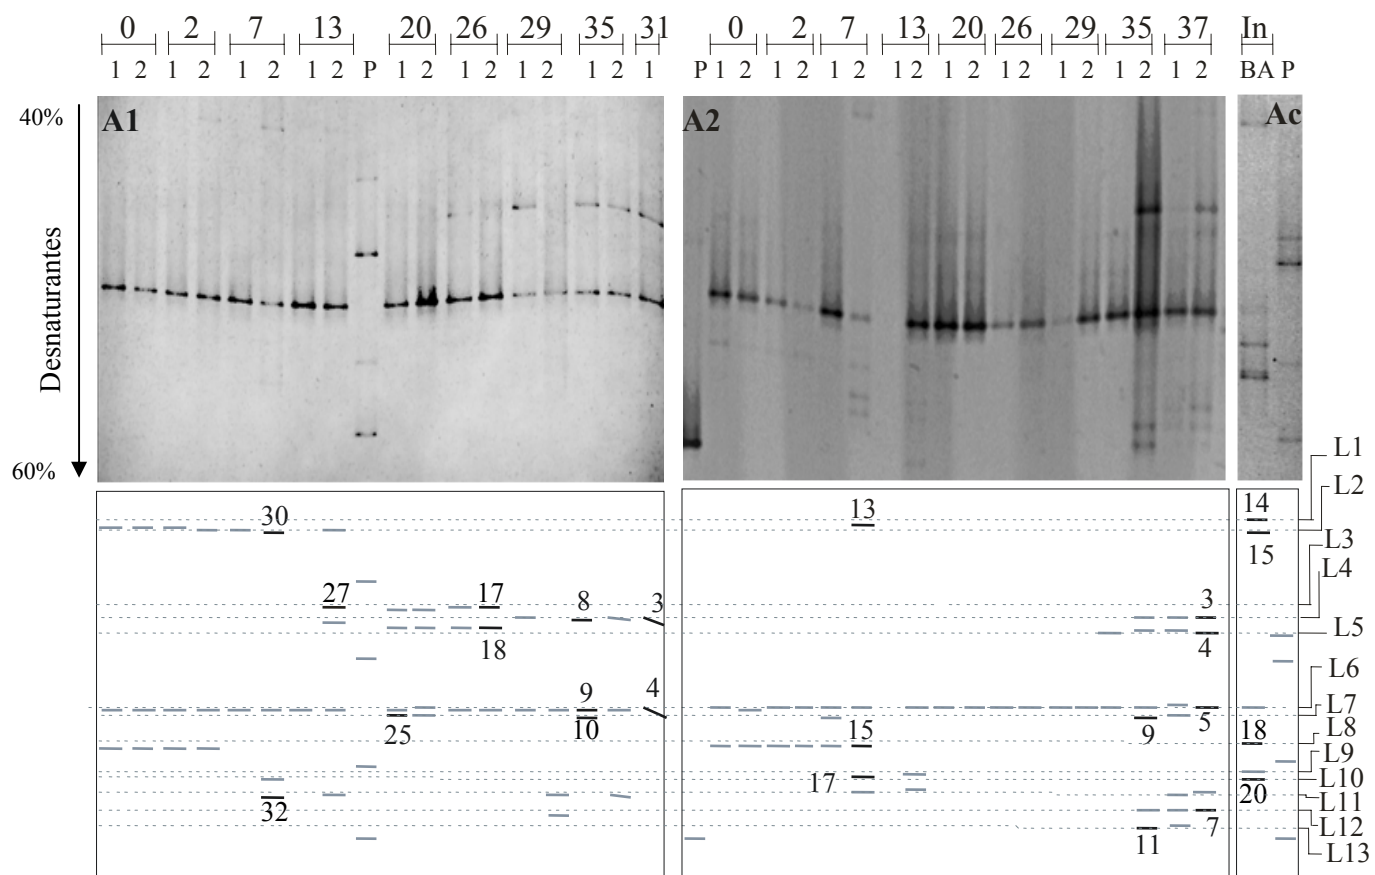 0 2 7 13 20 26 29 35 31 0 2 7 13 20 26 29 35 37 In
1 2 1 2 1 2 1 2 P 1 2 1 2 1 2 1 2 1 P 1 2 1 2 1 2 1 2 1 2 1 2 1 2 1 2 1 2 BA P
40% A1 A2 Ac
Desnaturantes
60%
L1
L2
30 13 14
15
L3
L4
27 17 8 3 3
18 4
L5
L6
9 4
L7
25 10 15 9 5 18
L8
L9
17
L10
32 20
L11
7
L12
11
L13